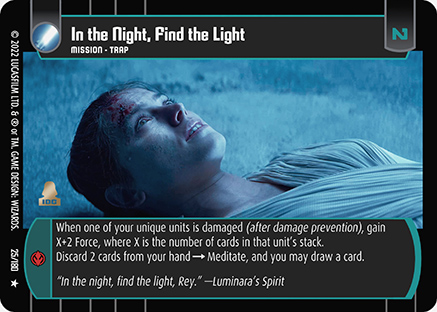 In the Night, Find the Light
MISSION • TRAP
2
When one of your unique units is damaged (after damage prevention), gain
X+2 Force, where X is the number of cards in that unit's stack.
Discard 2 cards from your hand → Meditate, and you may draw a card.
"In the night, find the light, Rey." —Luminara's Spirit
25/180
©2022 LUCASFILM LTD. & ® or ™ GAME DESIGN: WIZARDS.